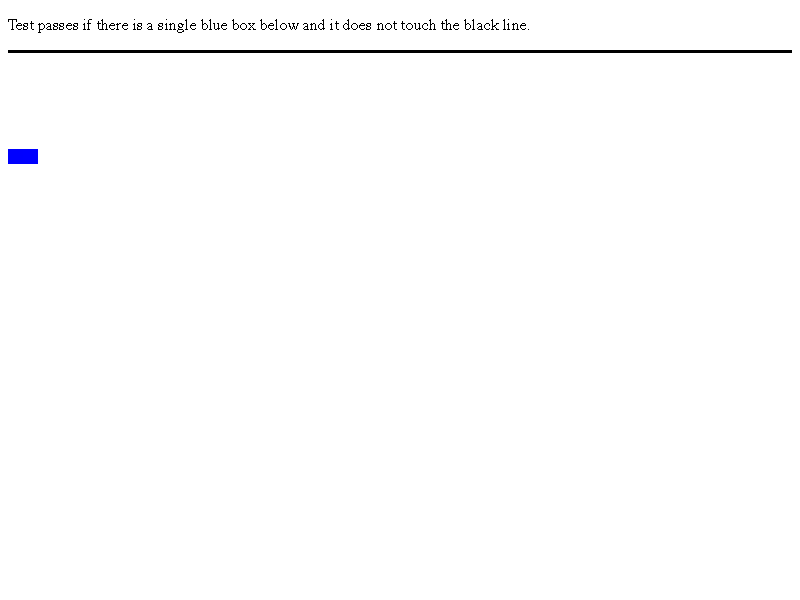 Test passes if there is a single blue box below and it does not touch the black line.